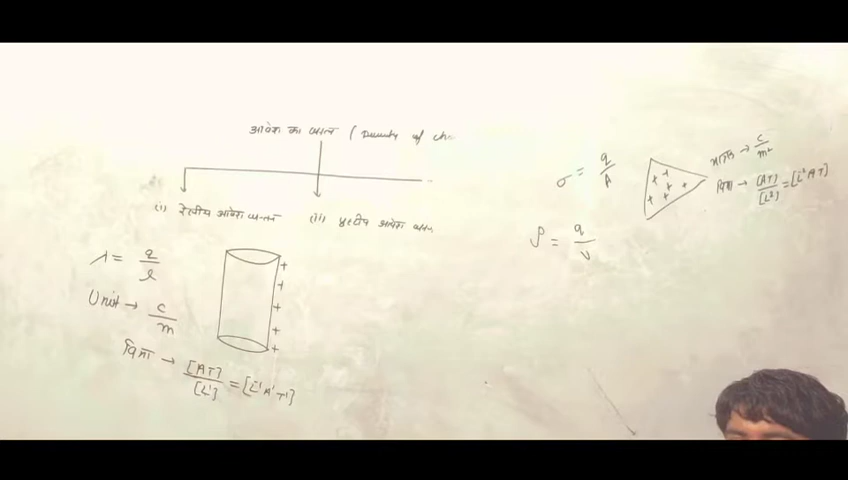 आवेश का घनत्व ( Density of ch
(i) रेखीय आवेश घनत्व
(ii) पृष्ठीय आवेश घनत्व
λ = q/l
Unit → C/m
विमा → [AT]/[L¹] = [L⁻¹A¹T¹]
σ = q/A
ρ = q/v
मात्रक → C/m²
विमा → [AT]/[L²] = [L⁻²AT]